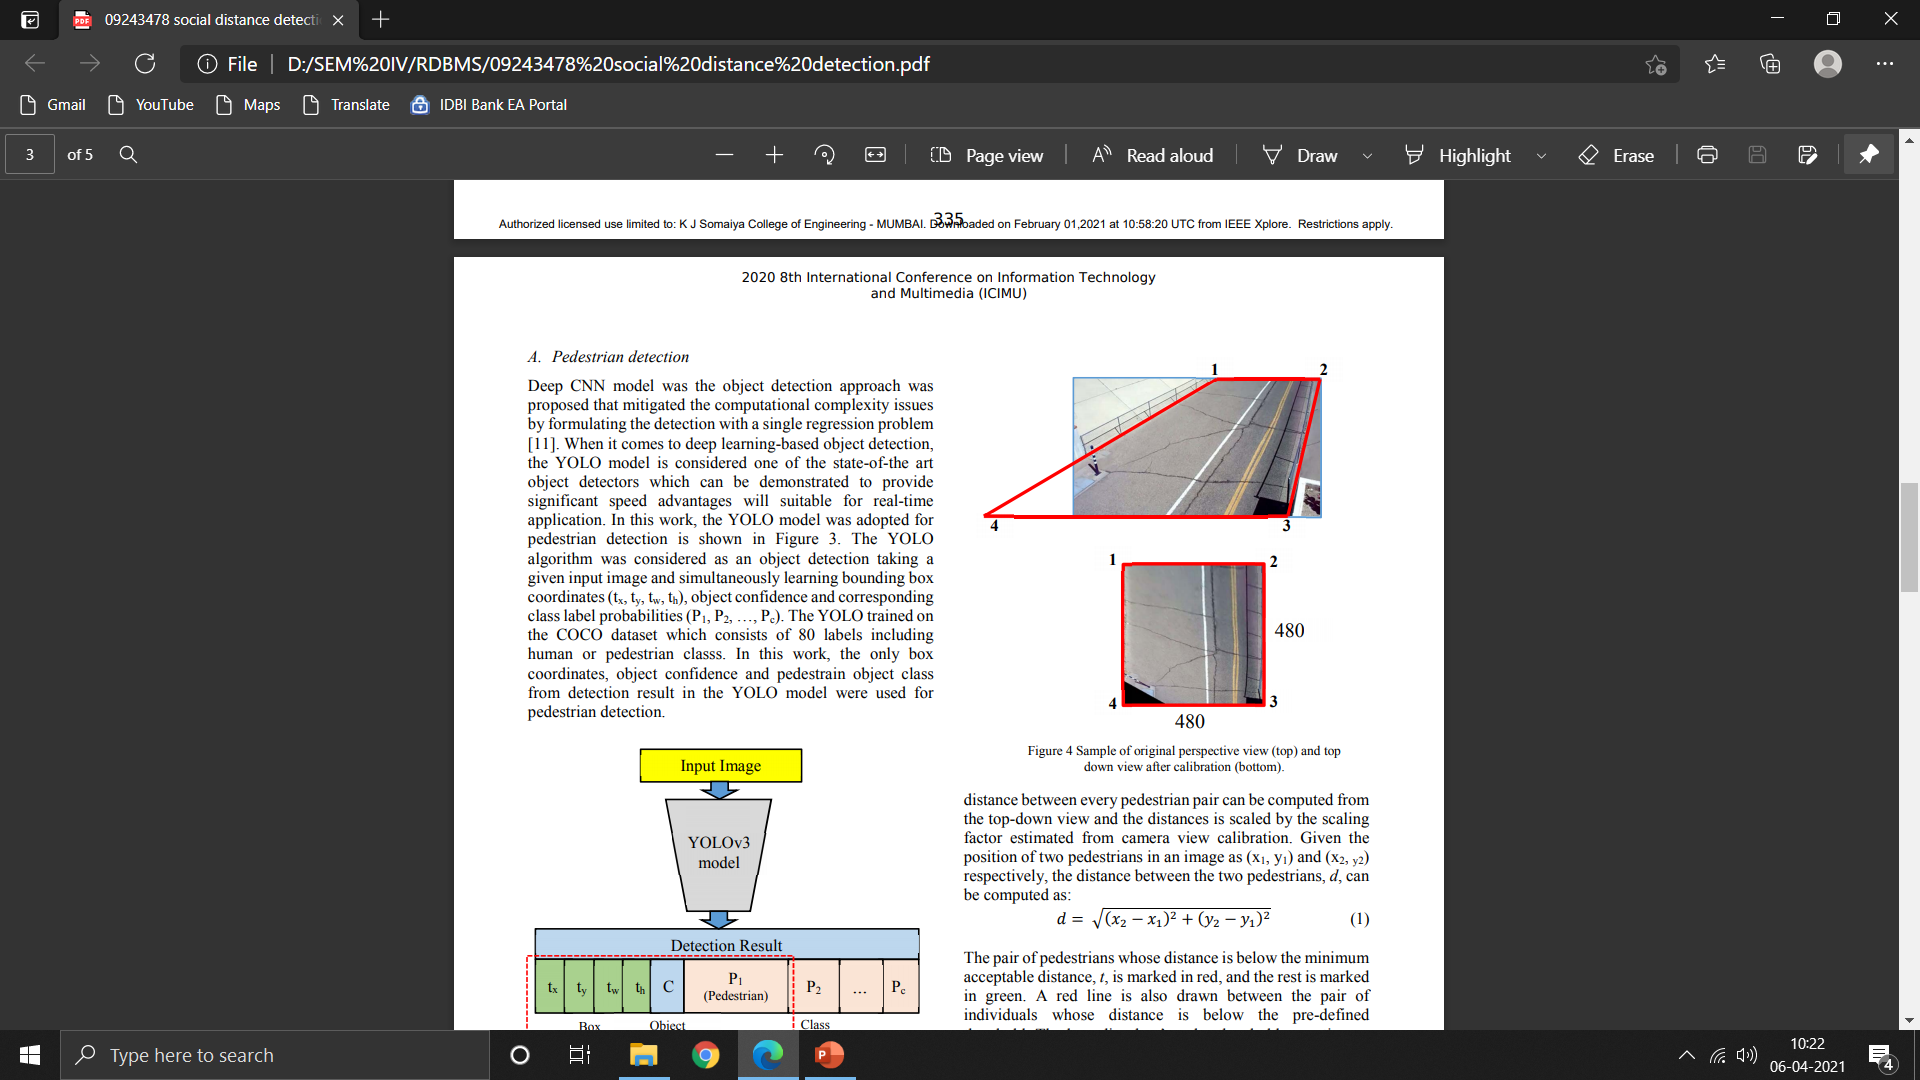 09243478 social distance detecti
File
D:/SEM%20IV/RDBMS/09243478%20social%20distance%20detection.pdf
Gmail
YouTube
Maps
Translate
IDBI Bank EA Portal
3
of 5
Page view
Read aloud
Draw
Highlight
Erase
335
Authorized licensed use limited to: K J Somaiya College of Engineering - MUMBAI. Downloaded on February 01,2021 at 10:58:20 UTC from IEEE Xplore. Restrictions apply.
2020 8th International Conference on Information Technology
and Multimedia (ICIMU)
A. Pedestrian detection
Deep CNN model was the object detection approach was
proposed that mitigated the computational complexity issues
by formulating the detection with a single regression problem
[11]. When it comes to deep learning-based object detection,
the YOLO model is considered one of the state-of-the art
object detectors which can be demonstrated to provide
significant speed advantages will suitable for real-time
application. In this work, the YOLO model was adopted for
pedestrian detection is shown in Figure 3. The YOLO
algorithm was considered as an object detection taking a
given input image and simultaneously learning bounding box
coordinates (tx, ty, tw, th), object confidence and corresponding
class label probabilities (P1, P2, …, Pc). The YOLO trained on
the COCO dataset which consists of 80 labels including
human or pedestrian classs. In this work, the only box
coordinates, object confidence and pedestrain object class
from detection result in the YOLO model were used for
pedestrian detection.
Input Image
YOLOv3
model
Detection Result
tx ty tw th C P1 (Pedestrian) P2 … Pc
Box Object Class
1 2
4 3
1 2
480
4 3
480
Figure 4 Sample of original perspective view (top) and top
down view after calibration (bottom).
distance between every pedestrian pair can be computed from
the top-down view and the distances is scaled by the scaling
factor estimated from camera view calibration. Given the
position of two pedestrians in an image as (x1, y1) and (x2, y2)
respectively, the distance between the two pedestrians, d, can
be computed as:
d = √(x₂ − x₁)² + (y₂ − y₁)² (1)
The pair of pedestrians whose distance is below the minimum
acceptable distance, t, is marked in red, and the rest is marked
in green. A red line is also drawn between the pair of
individuals whose distance is below the pre-defined
Type here to search
10:22
06-04-2021
4